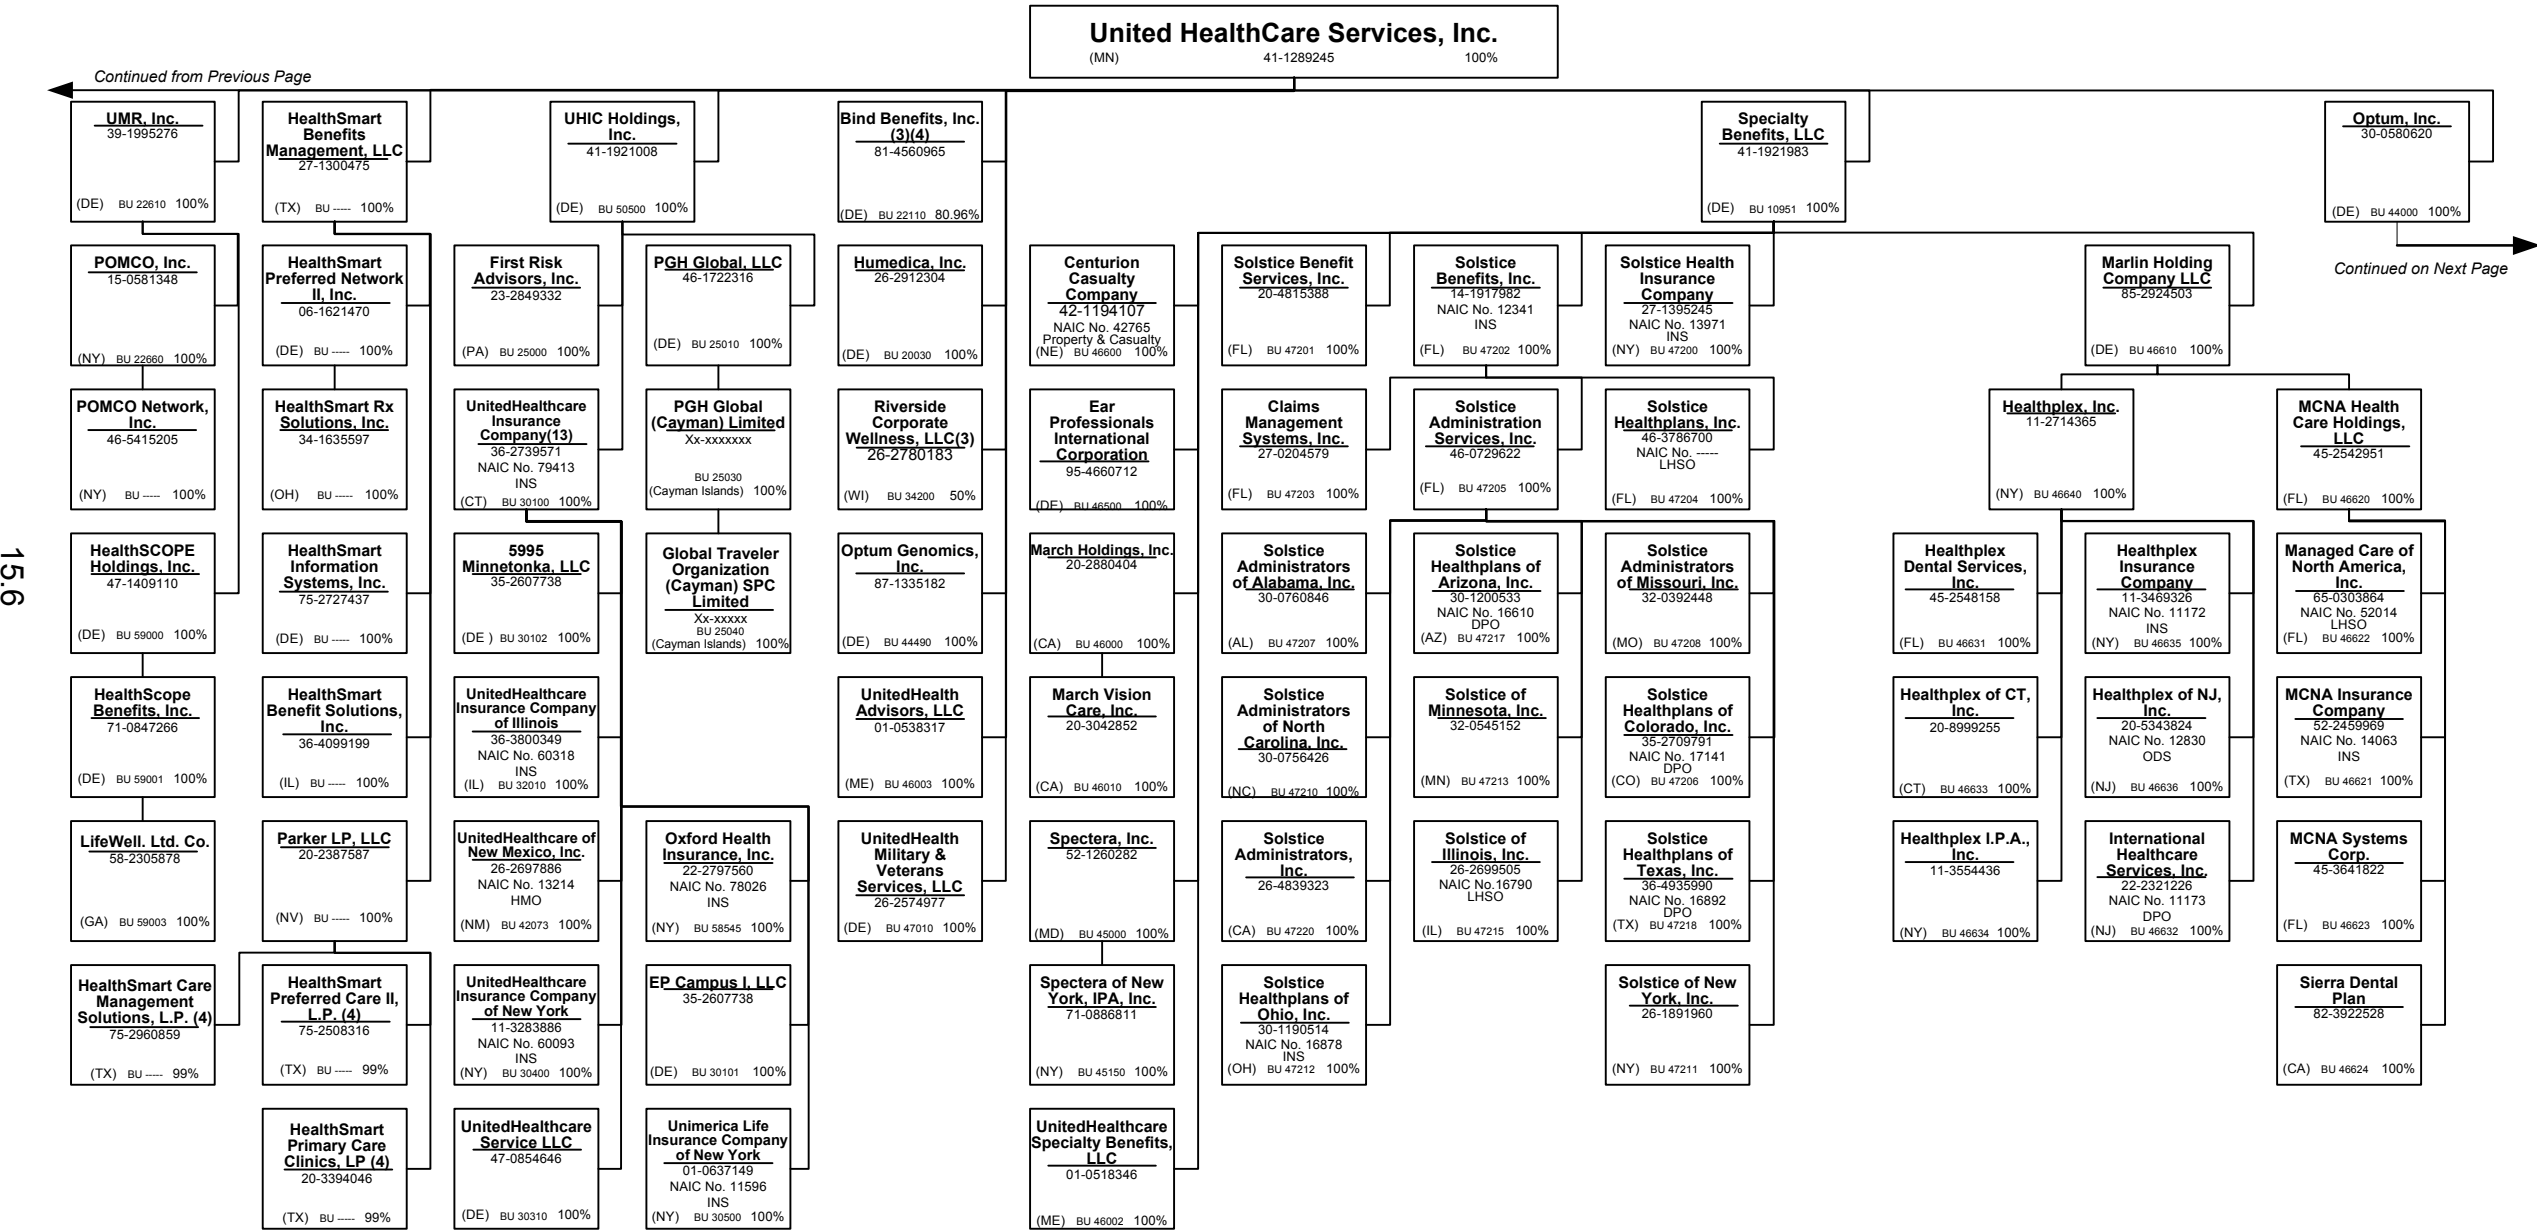 United HealthCare Services, Inc.
(MN) 41-1289245 100%
Continued from Previous Page
UMR, Inc.
39-1995276
(DE) BU 22610 100%
HealthSmart
Benefits
Management, LLC
27-1300475
(TX) BU ----- 100%
UHIC Holdings,
Inc.
41-1921008
(DE) BU 50500 100%
Bind Benefits, Inc.
(3)(4)
81-4560965
(DE) BU 22110 80.96%
Specialty
Benefits, LLC
41-1921983
(DE) BU 10951 100%
Optum, Inc.
30-0580620
(DE) BU 44000 100%
Continued on Next Page
POMCO, Inc.
15-0581348
(NY) BU 22660 100%
HealthSmart
Preferred Network
II, Inc.
06-1621470
(DE) BU ----- 100%
First Risk
Advisors, Inc.
23-2849332
(PA) BU 25000 100%
PGH Global, LLC
46-1722316
(DE) BU 25010 100%
Humedica, Inc.
26-2912304
(DE) BU 20030 100%
Centurion
Casualty
Company
42-1194107
NAIC No. 42765
Property & Casualty
(NE) BU 46600 100%
Solstice Benefit
Services, Inc.
20-4815388
(FL) BU 47201 100%
Solstice
Benefits, Inc.
14-1917982
NAIC No. 12341
INS
(FL) BU 47202 100%
Solstice Health
Insurance
Company
27-1395245
NAIC No. 13971
INS
(NY) BU 47200 100%
Marlin Holding
Company LLC
85-2924503
(DE) BU 46610 100%
POMCO Network,
Inc.
46-5415205
(NY) BU ----- 100%
HealthSmart Rx
Solutions, Inc.
34-1635597
(OH) BU ----- 100%
UnitedHealthcare
Insurance
Company(13)
36-2739571
NAIC No. 79413
INS
(CT) BU 30100 100%
PGH Global
(Cayman) Limited
Xx-xxxxxxx
BU 25030
(Cayman Islands) 100%
Riverside
Corporate
Wellness, LLC(3)
26-2780183
(WI) BU 34200 50%
Ear
Professionals
International
Corporation
95-4660712
(DE) BU 46500 100%
Claims
Management
Systems, Inc.
27-0204579
(FL) BU 47203 100%
Solstice
Administration
Services, Inc.
46-0729622
(FL) BU 47205 100%
Solstice
Healthplans, Inc.
46-3786700
NAIC No. -----
LHSO
(FL) BU 47204 100%
Healthplex, Inc.
11-2714365
(NY) BU 46640 100%
MCNA Health
Care Holdings,
LLC
45-2542951
(FL) BU 46620 100%
HealthSCOPE
Holdings, Inc.
47-1409110
(DE) BU 59000 100%
HealthSmart
Information
Systems, Inc.
75-2727437
(DE) BU ----- 100%
5995
Minnetonka, LLC
35-2607738
(DE ) BU 30102 100%
Global Traveler
Organization
(Cayman) SPC
Limited
Xx-xxxxx
BU 25040
(Cayman Islands) 100%
Optum Genomics,
Inc.
87-1335182
(DE) BU 44490 100%
March Holdings, Inc.
20-2880404
(CA) BU 46000 100%
Solstice
Administrators
of Alabama, Inc.
30-0760846
(AL) BU 47207 100%
Solstice
Healthplans of
Arizona, Inc.
30-1200533
NAIC No. 16610
DPO
(AZ) BU 47217 100%
Solstice
Administrators
of Missouri, Inc.
32-0392448
(MO) BU 47208 100%
Healthplex
Dental Services,
Inc.
45-2548158
(FL) BU 46631 100%
Healthplex
Insurance
Company
11-3469326
NAIC No. 11172
INS
(NY) BU 46635 100%
Managed Care of
North America,
Inc.
65-0303864
NAIC No. 52014
LHSO
(FL) BU 46622 100%
15.6
HealthScope
Benefits, Inc.
71-0847266
(DE) BU 59001 100%
HealthSmart
Benefit Solutions,
Inc.
36-4099199
(IL) BU ----- 100%
UnitedHealthcare
Insurance Company
of Illinois
36-3800349
NAIC No. 60318
INS
(IL) BU 32010 100%
UnitedHealth
Advisors, LLC
01-0538317
(ME) BU 46003 100%
March Vision
Care, Inc.
20-3042852
(CA) BU 46010 100%
Solstice
Administrators
of North
Carolina, Inc.
30-0756426
(NC) BU 47210 100%
Solstice of
Minnesota, Inc.
32-0545152
(MN) BU 47213 100%
Solstice
Healthplans of
Colorado, Inc.
35-2709791
NAIC No. 17141
DPO
(CO) BU 47206 100%
Healthplex of CT,
Inc.
20-8999255
(CT) BU 46633 100%
Healthplex of NJ,
Inc.
20-5343824
NAIC No. 12830
ODS
(NJ) BU 46636 100%
MCNA Insurance
Company
52-2459969
NAIC No. 14063
INS
(TX) BU 46621 100%
LifeWell. Ltd. Co.
58-2305878
(GA) BU 59003 100%
Parker LP, LLC
20-2387587
(NV) BU ----- 100%
UnitedHealthcare of
New Mexico, Inc.
26-2697886
NAIC No. 13214
HMO
(NM) BU 42073 100%
Oxford Health
Insurance, Inc.
22-2797560
NAIC No. 78026
INS
(NY) BU 58545 100%
UnitedHealth
Military &
Veterans
Services, LLC
26-2574977
(DE) BU 47010 100%
Spectera, Inc.
52-1260282
(MD) BU 45000 100%
Solstice
Administrators,
Inc.
26-4839323
(CA) BU 47220 100%
Solstice of
Illinois, Inc.
26-2699505
NAIC No.16790
LHSO
(IL) BU 47215 100%
Solstice
Healthplans of
Texas, Inc.
36-4935990
NAIC No. 16892
DPO
(TX) BU 47218 100%
Healthplex I.P.A.,
Inc.
11-3554436
(NY) BU 46634 100%
International
Healthcare
Services, Inc.
22-2321226
NAIC No. 11173
DPO
(NJ) BU 46632 100%
MCNA Systems
Corp.
45-3641822
(FL) BU 46623 100%
HealthSmart Care
Management
Solutions, L.P. (4)
75-2960859
(TX) BU ----- 99%
HealthSmart
Preferred Care II,
L.P. (4)
75-2508316
(TX) BU ----- 99%
UnitedHealthcare
Insurance Company
of New York
11-3283886
NAIC No. 60093
INS
(NY) BU 30400 100%
EP Campus I, LLC
35-2607738
(DE) BU 30101 100%
Spectera of New
York, IPA, Inc.
71-0886811
(NY) BU 45150 100%
Solstice
Healthplans of
Ohio, Inc.
30-1190514
NAIC No. 16878
INS
(OH) BU 47212 100%
Solstice of New
York, Inc.
26-1891960
(NY) BU 47211 100%
Sierra Dental
Plan
82-3922528
(CA) BU 46624 100%
HealthSmart
Primary Care
Clinics, LP (4)
20-3394046
(TX) BU ----- 99%
UnitedHealthcare
Service LLC
47-0854646
(DE) BU 30310 100%
Unimerica Life
Insurance Company
of New York
01-0637149
NAIC No. 11596
INS
(NY) BU 30500 100%
UnitedHealthcare
Specialty Benefits,
LLC
01-0518346
(ME) BU 46002 100%